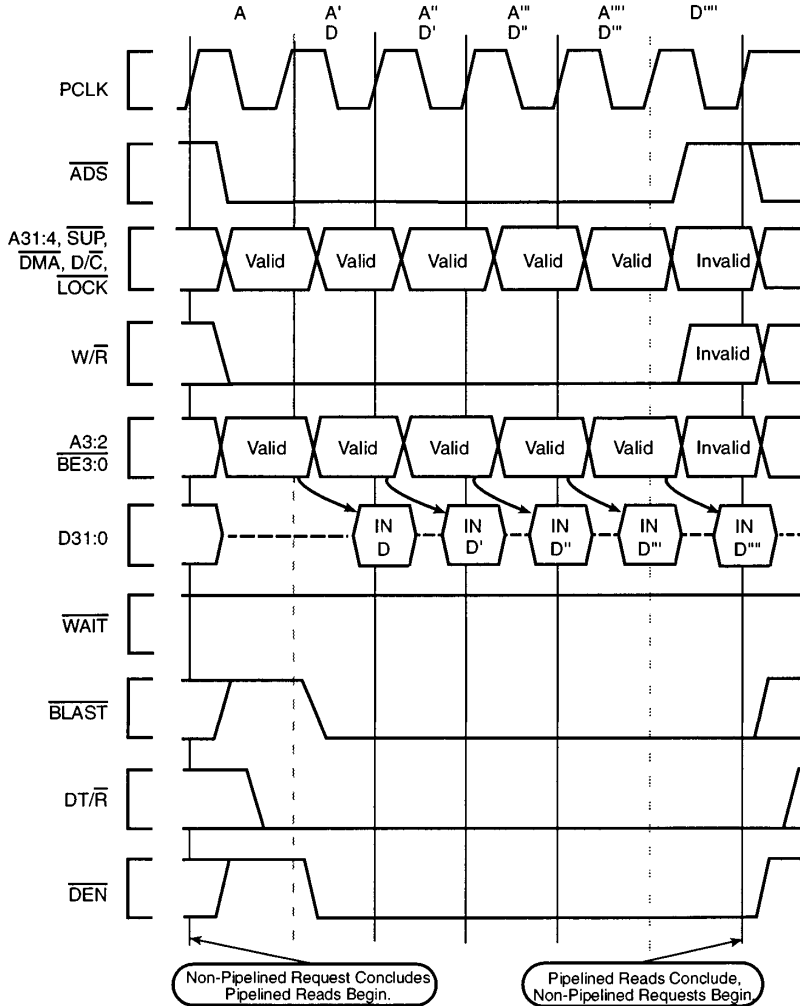 A A' A'' A''' A'''' D''''
D D' D'' D'''
PCLK
ADS
A31:4, SUP,
DMA, D/C,
LOCK
Valid Valid Valid Valid Valid Invalid
W/R
Invalid
A3:2
BE3:0
Valid Valid Valid Valid Valid Invalid
D31:0
IN IN IN IN IN
D D' D'' D''' D''''
WAIT
BLAST
DT/R
DEN
Non-Pipelined Request Concludes
Pipelined Reads Begin.
Pipelined Reads Conclude,
Non-Pipelined Requests Begin.